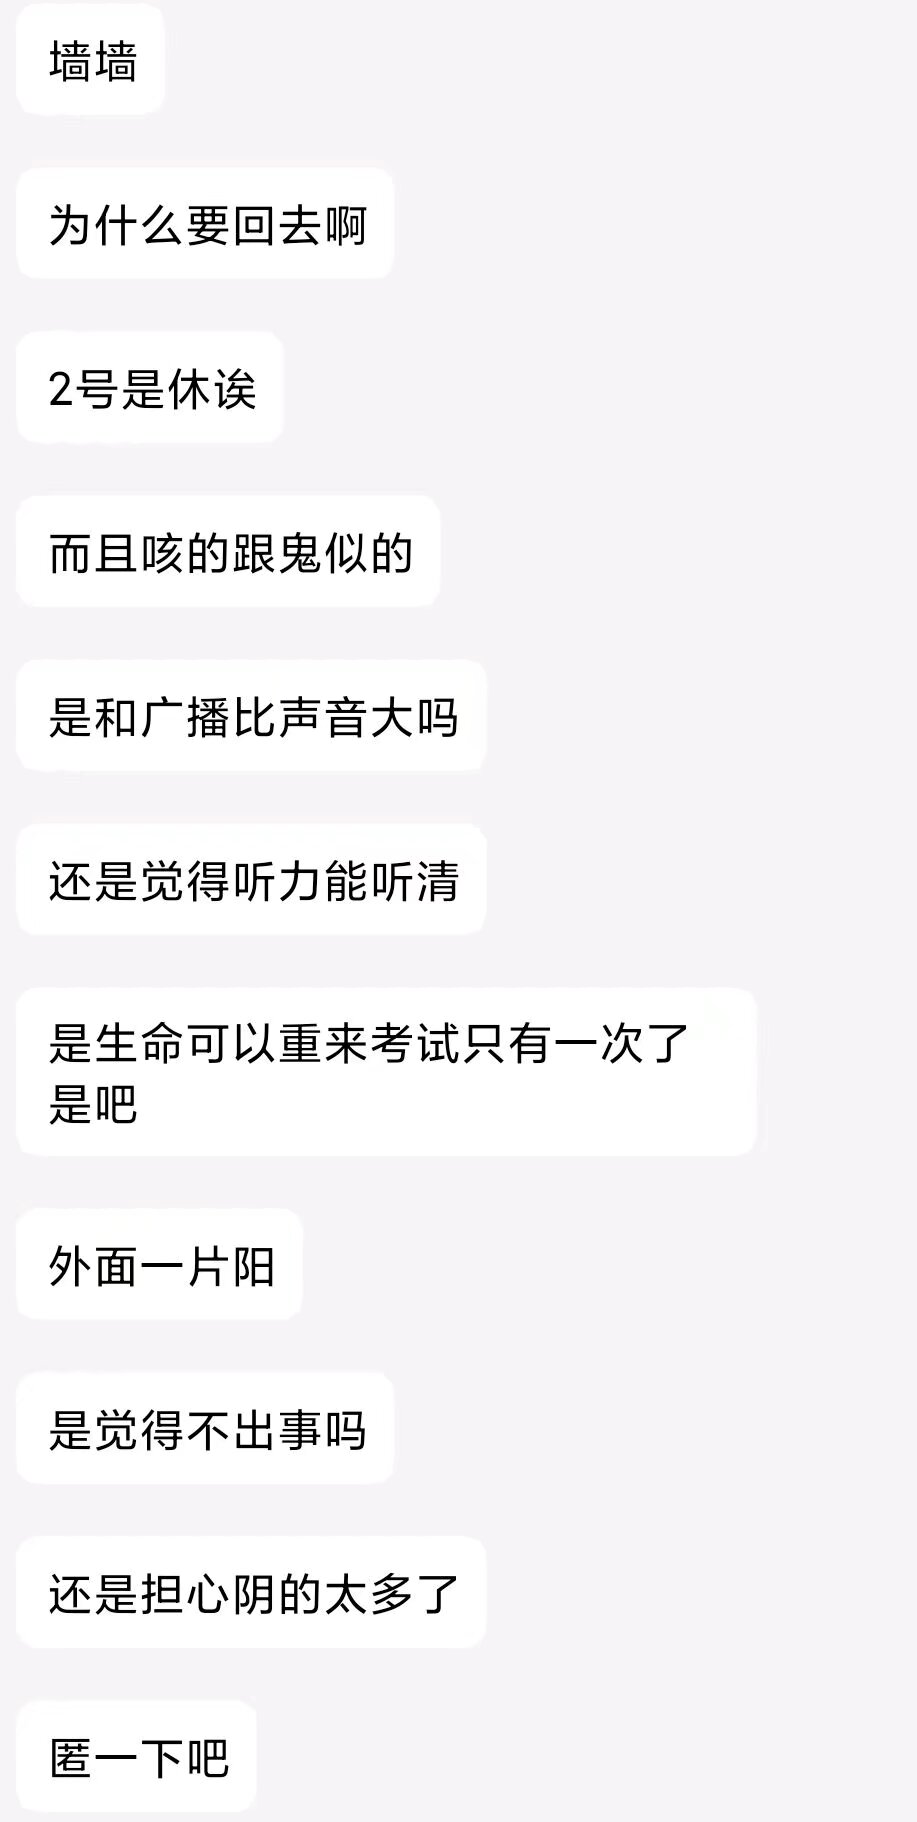 墙墙
为什么要回去啊
2号是休诶
而且咳的跟鬼似的
是和广播比声音大吗
还是觉得听力能听清
是生命可以重来考试只有一次了
是吧
外面一片阳
是觉得不出事吗
还是担心阴的太多了
匿一下吧